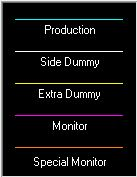 Production
Side Dummy
Extra Dummy
Monitor
Special Monitor